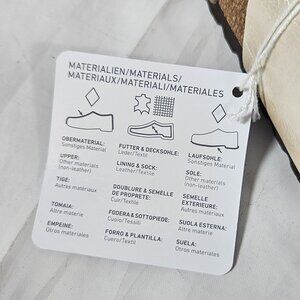 MATERIALIEN/MATERIALS/
MATERIAUX/MATERIALI/MATERIALES
OBERMATERIAL:
Sonstiges Material
UPPER:
Other materials
(non-leather)
TIGE:
Autres matériaux
TOMAIA:
Altre materie
EMPEINE:
Otros materiales
FUTTER & DECKSOHLE:
Leder/Textil
LINING & SOCK:
Leather/Textile
DOUBLURE & SEMELLE
DE PROPRETE:
Cuir/Textile
FODERA & SOTTOPIEDE:
Cuoio/Tessili
FORRO & PLANTILLA:
Cuero/Textil
LAUFSOHLE:
Sonstiges Material
SOLE:
Other materials
(non-leather)
SEMELLE
EXTERIEURE:
Autres matériaux
SUOLA ESTERNA:
Altre materie
SUELA:
Otros materiales